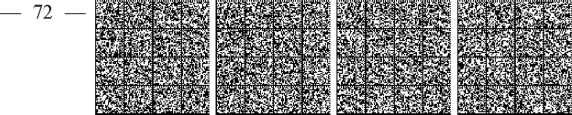 — 72 —